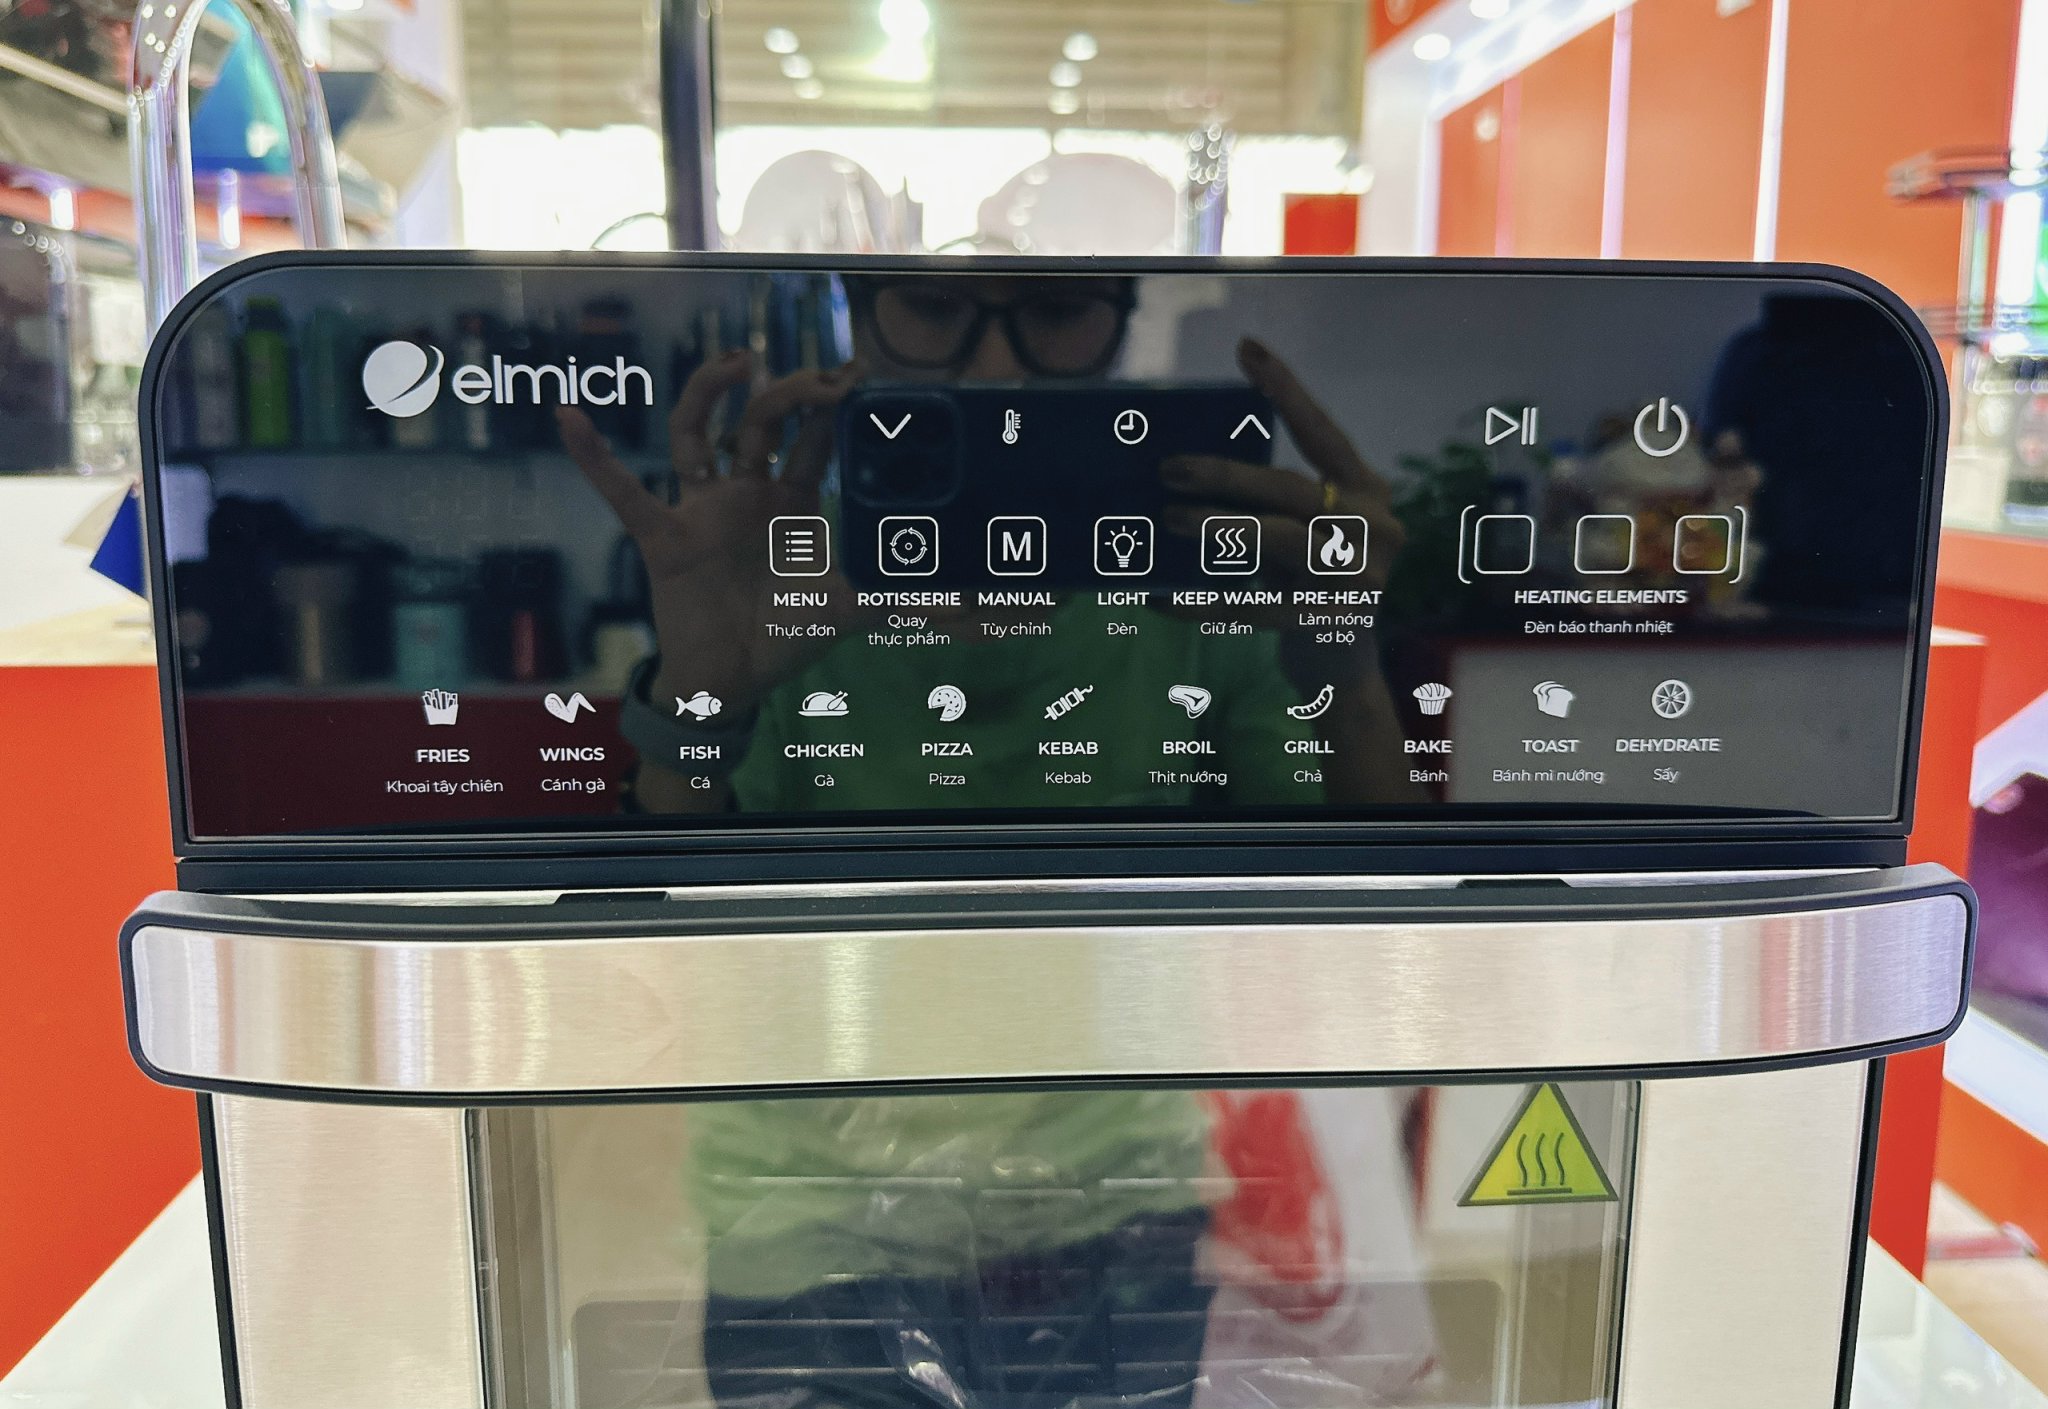 elmich
M
MENU
Thực đơn
ROTISSERIE
Quay
thực phẩm
MANUAL
Tùy chỉnh
LIGHT
Đèn
KEEP WARM
Giữ ấm
PRE-HEAT
Làm nóng
sơ bộ
HEATING ELEMENTS
Đèn báo thanh nhiệt
FRIES
Khoai tây chiên
WINGS
Cánh gà
FISH
Cá
CHICKEN
Gà
PIZZA
Pizza
KEBAB
Kebab
BROIL
Thịt nướng
GRILL
Chả
BAKE
Bánh
TOAST
Bánh mì nướng
DEHYDRATE
Sấy